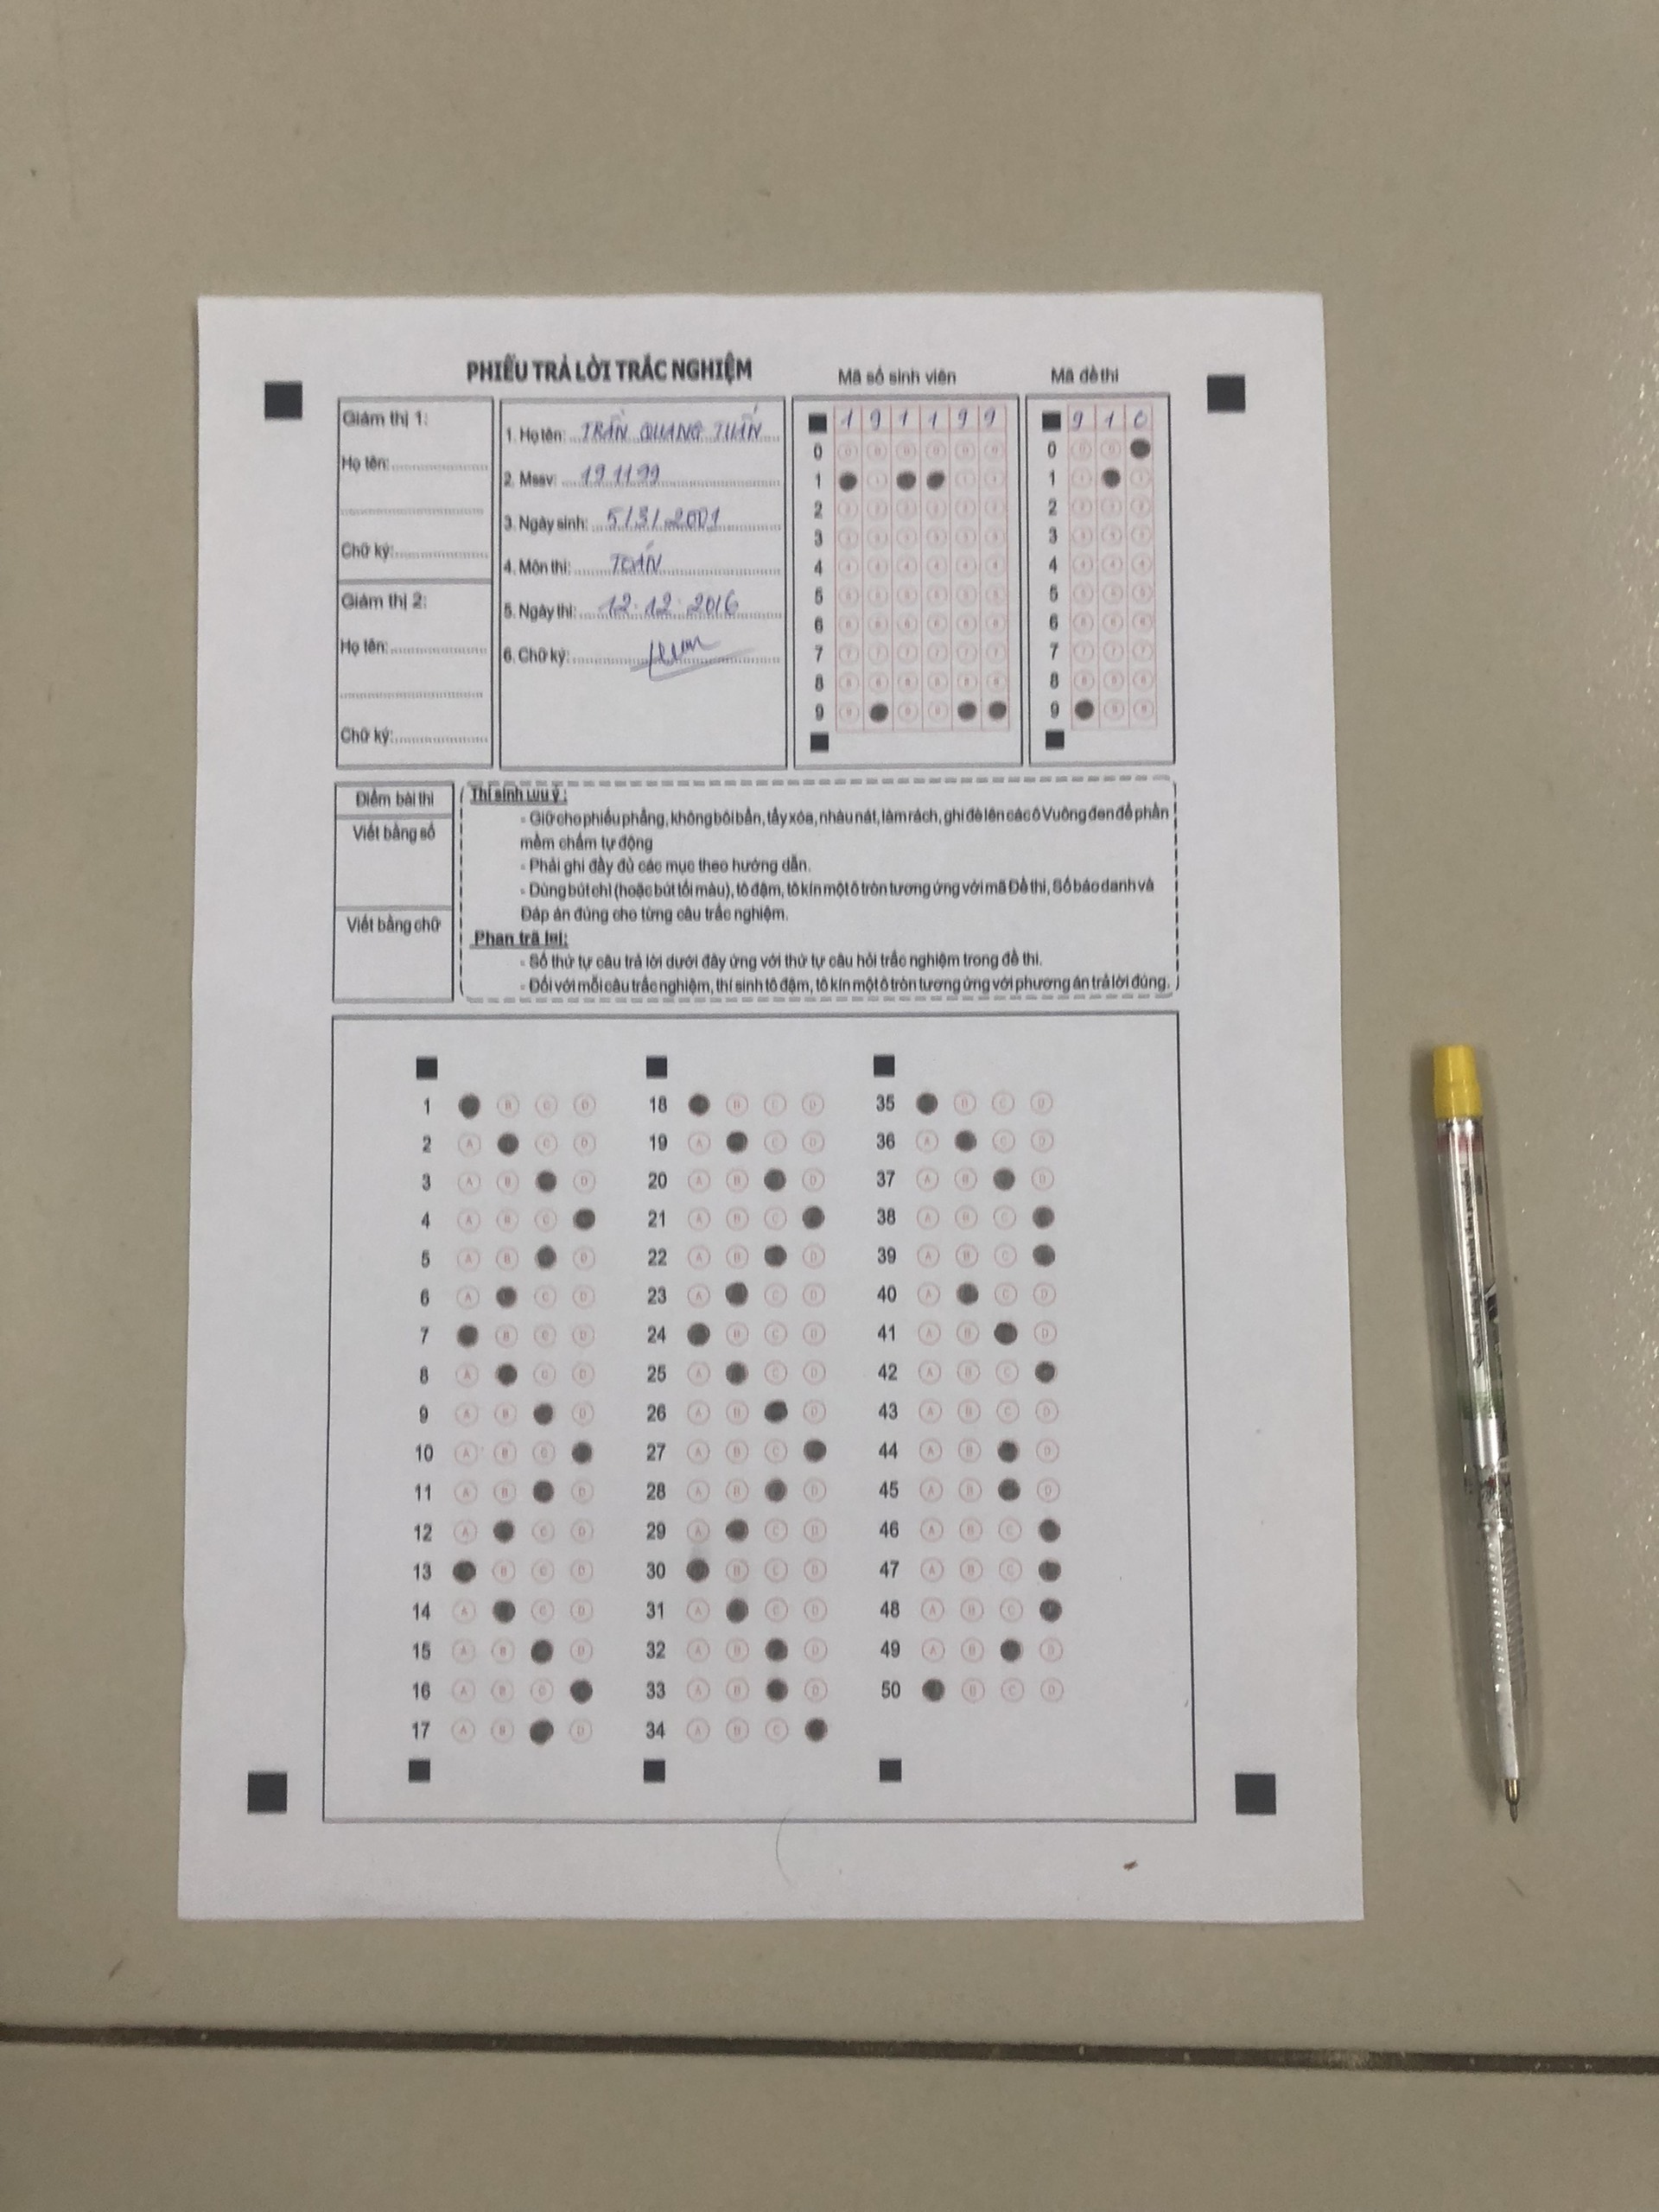 PHIẾU TRẢ LỜI TRẮC NGHIỆM
Mã số sinh viên
Mã đề thi
Giám thị 1:
Họ tên:
Chữ ký:
Giám thị 2:
Họ tên:
Chữ ký:
1. Họ tên: TRẦN QUANG TUẤN
2. Mssv: 191199
3. Ngày sinh: 5/3/2001
4. Môn thi: TOÁN
5. Ngày thi: 12.12.2016
6. Chữ ký:
1 9 1 1 9 9
9 1 0
0 0
1 1
2 2
3 3
4 4
5 5
6 6
7 7
8 8
9 9
Điểm bài thi
Viết bằng số
Viết bằng chữ
Thí sinh lưu ý:
- Giữ cho phiếu phẳng, không bôi bẩn, tẩy xóa, nhàu nát, làm rách, ghi đè lên các ô Vuông đen để phần
mềm chấm tự động
- Phải ghi đầy đủ các mục theo hướng dẫn.
- Dùng bút chì (hoặc bút tối màu), tô đậm, tô kín một ô tròn tương ứng với mã Đề thi, Số báo danh và
Đáp án đúng cho từng câu trắc nghiệm.
Phan trã lei:
- Số thứ tự câu trả lời dưới đây ứng với thứ tự câu hỏi trắc nghiệm trong đề thi.
- Đối với mỗi câu trắc nghiệm, thí sinh tô đậm, tô kín một ô tròn tương ứng với phương án trả lời đúng.
1 B C D
2 A C D
3 A B D
4 A B C
5 A B D
6 A C D
7 B C D
8 A C D
9 A B D
10 A B C
11 A B D
12 A C D
13 B C D
14 A C D
15 A B D
16 A B C
17 A B D
18 B C D
19 A C D
20 A B D
21 A B C
22 A B D
23 A C D
24 B C D
25 A C D
26 A B D
27 A B C
28 A B D
29 A C D
30 B C D
31 A C D
32 A B D
33 A B D
34 A B C
35 B C D
36 A C D
37 A B D
38 A B C
39 A B C
40 A C D
41 A B D
42 A B C
43 A B C D
44 A B D
45 A B D
46 A B C
47 A B C
48 A B C
49 A B D
50 B C D